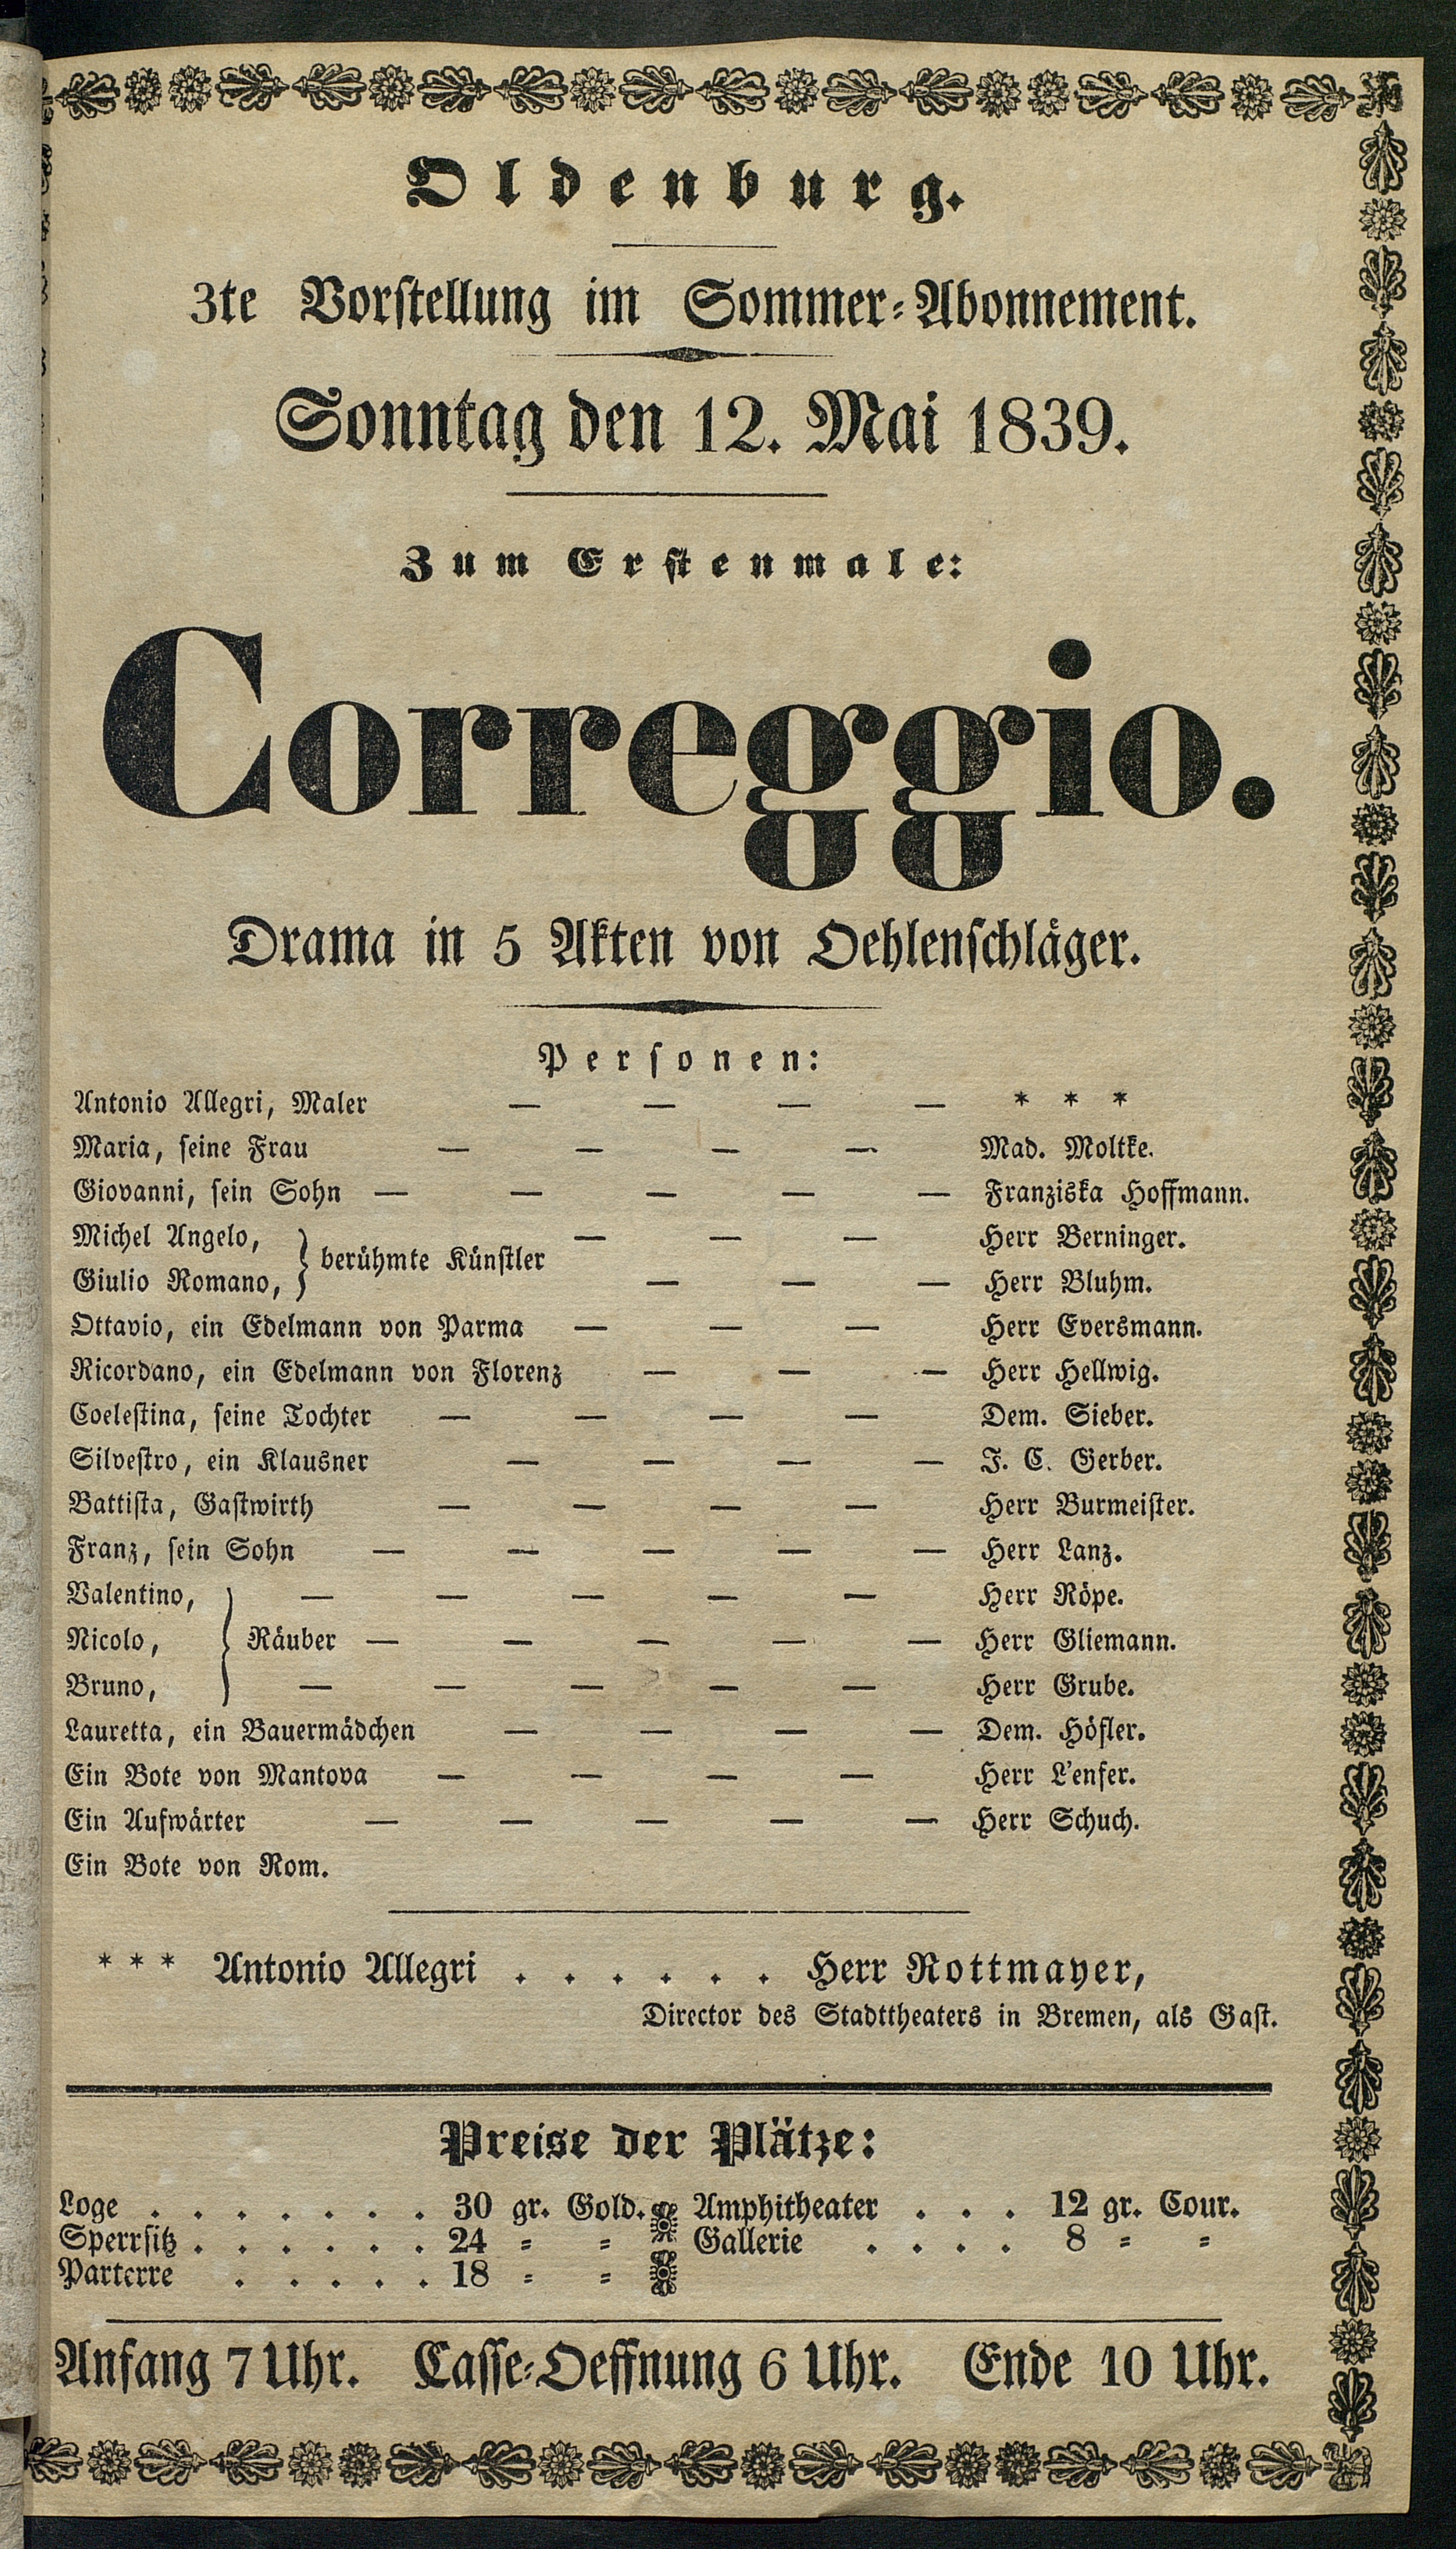 Oldenburg.
3te Vorstellung im Sommer-Abonnement.
Sonntag den 12. Mai 1839.
Zum Erstenmale:
Correggio.
Drama in 5 Akten von Oehlenschläger.
Personen:
Antonio Allegri, Maler — — — — * * *
Maria, seine Frau — — — — Mad. Moltke.
Giovanni, sein Sohn — — — — — Franziska Hoffmann.
Michel Angelo, } berühmte Künstler — — — Herr Berninger.
Giulio Romano, } — — — Herr Bluhm.
Ottavio, ein Edelmann von Parma — — — Herr Eversmann.
Ricordano, ein Edelmann von Florenz — — — Herr Hellwig.
Coelestina, seine Tochter — — — — Dem. Sieber.
Silvestro, ein Klausner — — — — J. C. Gerber.
Battista, Gastwirth — — — — Herr Burmeister.
Franz, sein Sohn — — — — — Herr Lanz.
Valentino, — — — — — Herr Röpe.
Nicolo, } Räuber — — — — — Herr Gliemann.
Bruno, — — — — — Herr Grube.
Lauretta, ein Bauermädchen — — — — Dem. Höfler.
Ein Bote von Mantova — — — — Herr L'enfer.
Ein Aufwärter — — — — — Herr Schuch.
Ein Bote von Rom.
* * * Antonio Allegri . . . . . . Herr Rottmayer,
Director des Stadttheaters in Bremen, als Gast.
Preise der Plätze:
Loge . . . . . . . 30 gr. Gold. Amphitheater . . . 12 gr. Cour.
Sperrsitz . . . . . . 24 = = Gallerie . . . . 8 = =
Parterre . . . . . 18 = =
Anfang 7 Uhr. Casse-Oeffnung 6 Uhr. Ende 10 Uhr.